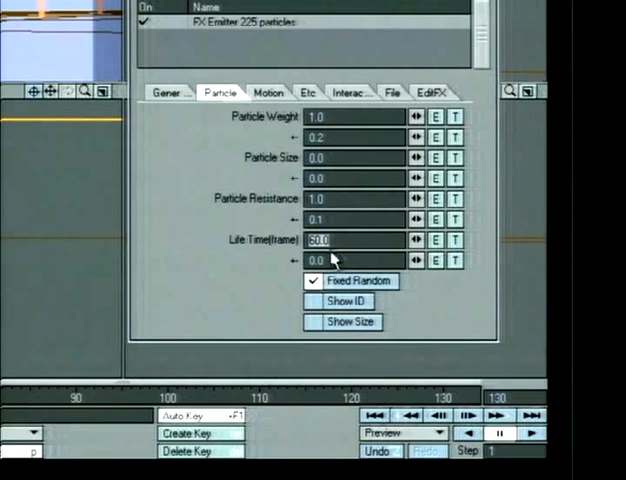 On Name
FX Emitter 225 particles
Gener ... Particle Motion Etc Interac ... File EditFX
Particle Weight 1.0 E T
+- 0.2 E T
Particle Size 0.0 E T
+- 0.0 E T
Particle Resistance 1.0 E T
+- 0.1 E T
Life Time(frame) 60.0 E T
+- 0.0 E T
Fixed Random
Show ID
Show Size
90 100 110 120 130 130
Auto Key +F1
Create Key Preview
p Delete Key Undo Redo Step 1